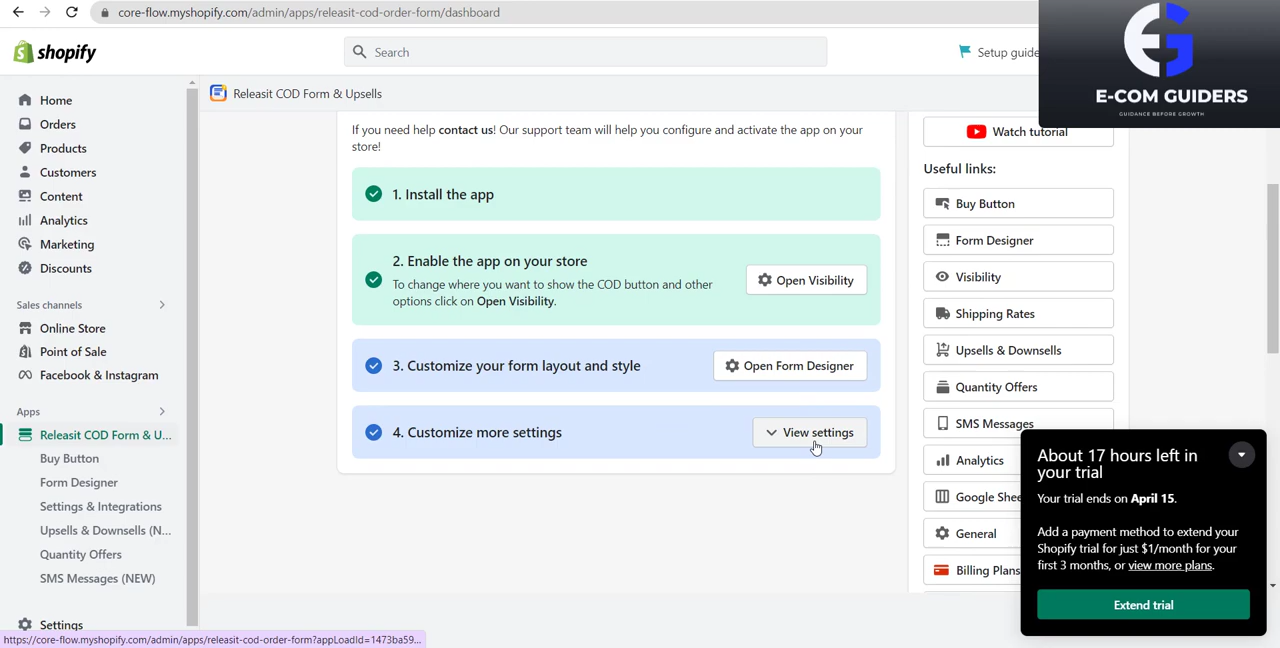 core-flow.myshopify.com/admin/apps/releasit-cod-order-form/dashboard
shopify
Search
Setup guide
E-COM GUIDERS
GUIDANCE BEFORE GROWTH
Home
Orders
Products
Customers
Content
Analytics
Marketing
Discounts
Sales channels
Online Store
Point of Sale
Facebook & Instagram
Apps
Releasit COD Form & U...
Buy Button
Form Designer
Settings & Integrations
Upsells & Downsells (N...
Quantity Offers
SMS Messages (NEW)
Settings
https://core-flow.myshopify.com/admin/apps/releasit-cod-order-form?appLoadId=1473ba59...
Releasit COD Form & Upsells
If you need help contact us! Our support team will help you configure and activate the app on your
store!
1. Install the app
2. Enable the app on your store
To change where you want to show the COD button and other
options click on Open Visibility.
Open Visibility
3. Customize your form layout and style
Open Form Designer
4. Customize more settings
View settings
Watch tutorial
Useful links:
Buy Button
Form Designer
Visibility
Shipping Rates
Upsells & Downsells
Quantity Offers
SMS Messages
Analytics
Google Shee
General
Billing Plans
About 17 hours left in
your trial
Your trial ends on April 15.
Add a payment method to extend your
Shopify trial for just $1/month for your
first 3 months, or view more plans.
Extend trial